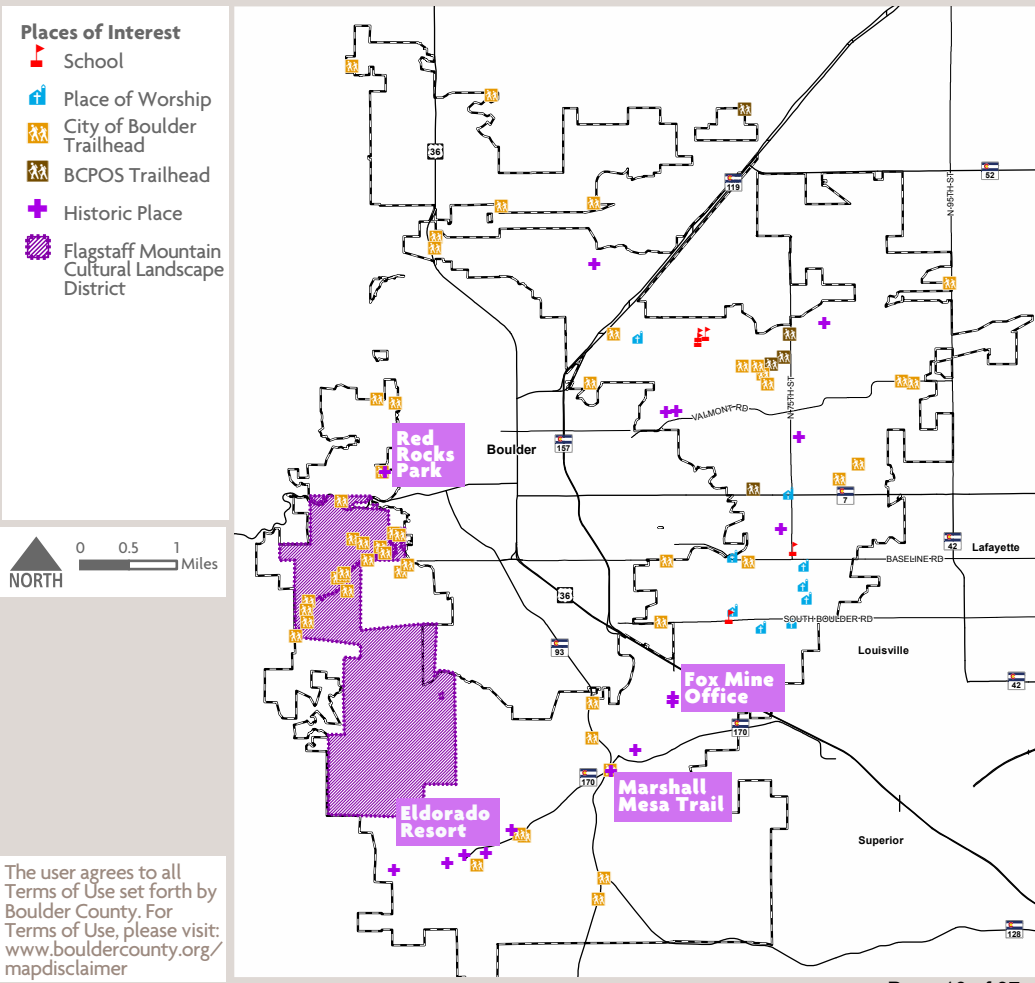 Places of Interest
School
Place of Worship
City of Boulder
Trailhead
BCPOS Trailhead
Historic Place
Flagstaff Mountain
Cultural Landscape
District
0 0.5 1
Miles
NORTH
The user agrees to all
Terms of Use set forth by
Boulder County. For
Terms of Use, please visit:
www.bouldercounty.org/
mapdisclaimer
36
119
52
N 95TH ST
N 75TH ST
VALMONT RD
Red
Rocks
Park
Boulder
157
7
42
Lafayette
BASELINE RD
36
SOUTH BOULDER RD
93
Louisville
Fox Mine
Office
42
170
170
Marshall
Mesa Trail
Eldorado
Resort
Superior
128